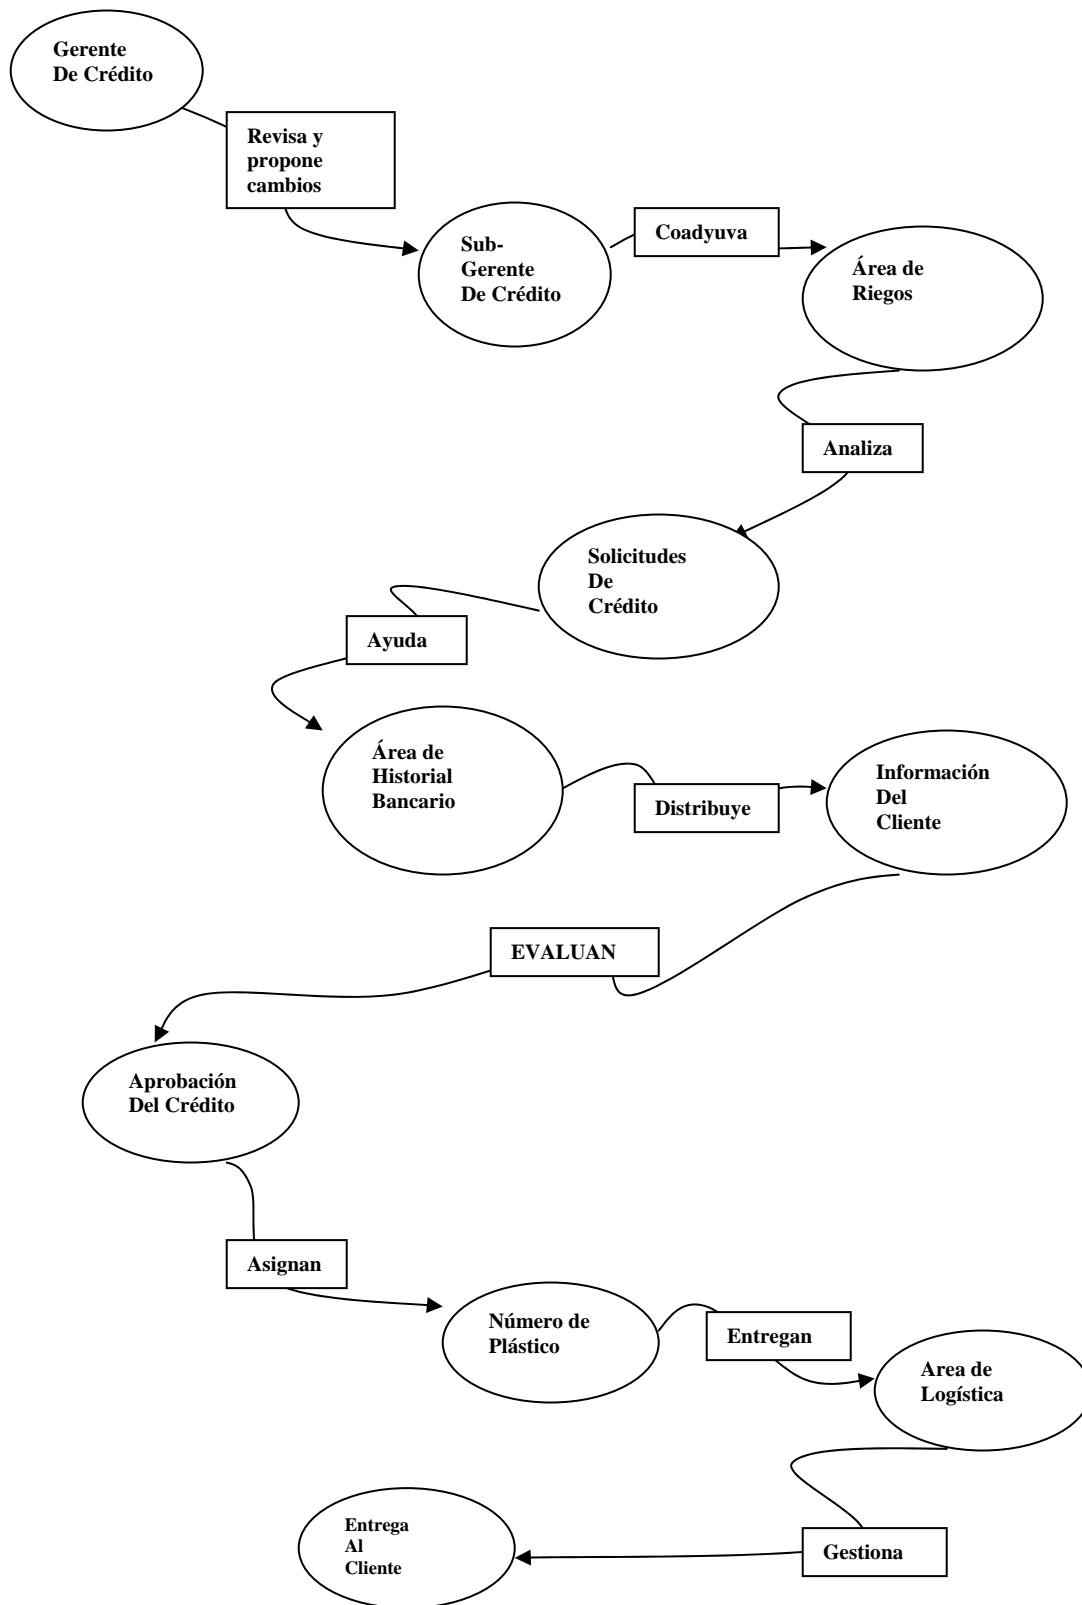 Gerente
De Crédito
Revisa y
propone
cambios
Sub-
Gerente
De Crédito
Coadyuva
Área de
Riegos
Analiza
Solicitudes
De
Crédito
Ayuda
Área de
Historial
Bancario
Distribuye
Información
Del
Cliente
EVALUAN
Aprobación
Del Crédito
Asignan
Número de
Plástico
Entregan
Area de
Logística
Gestiona
Entrega
Al
Cliente